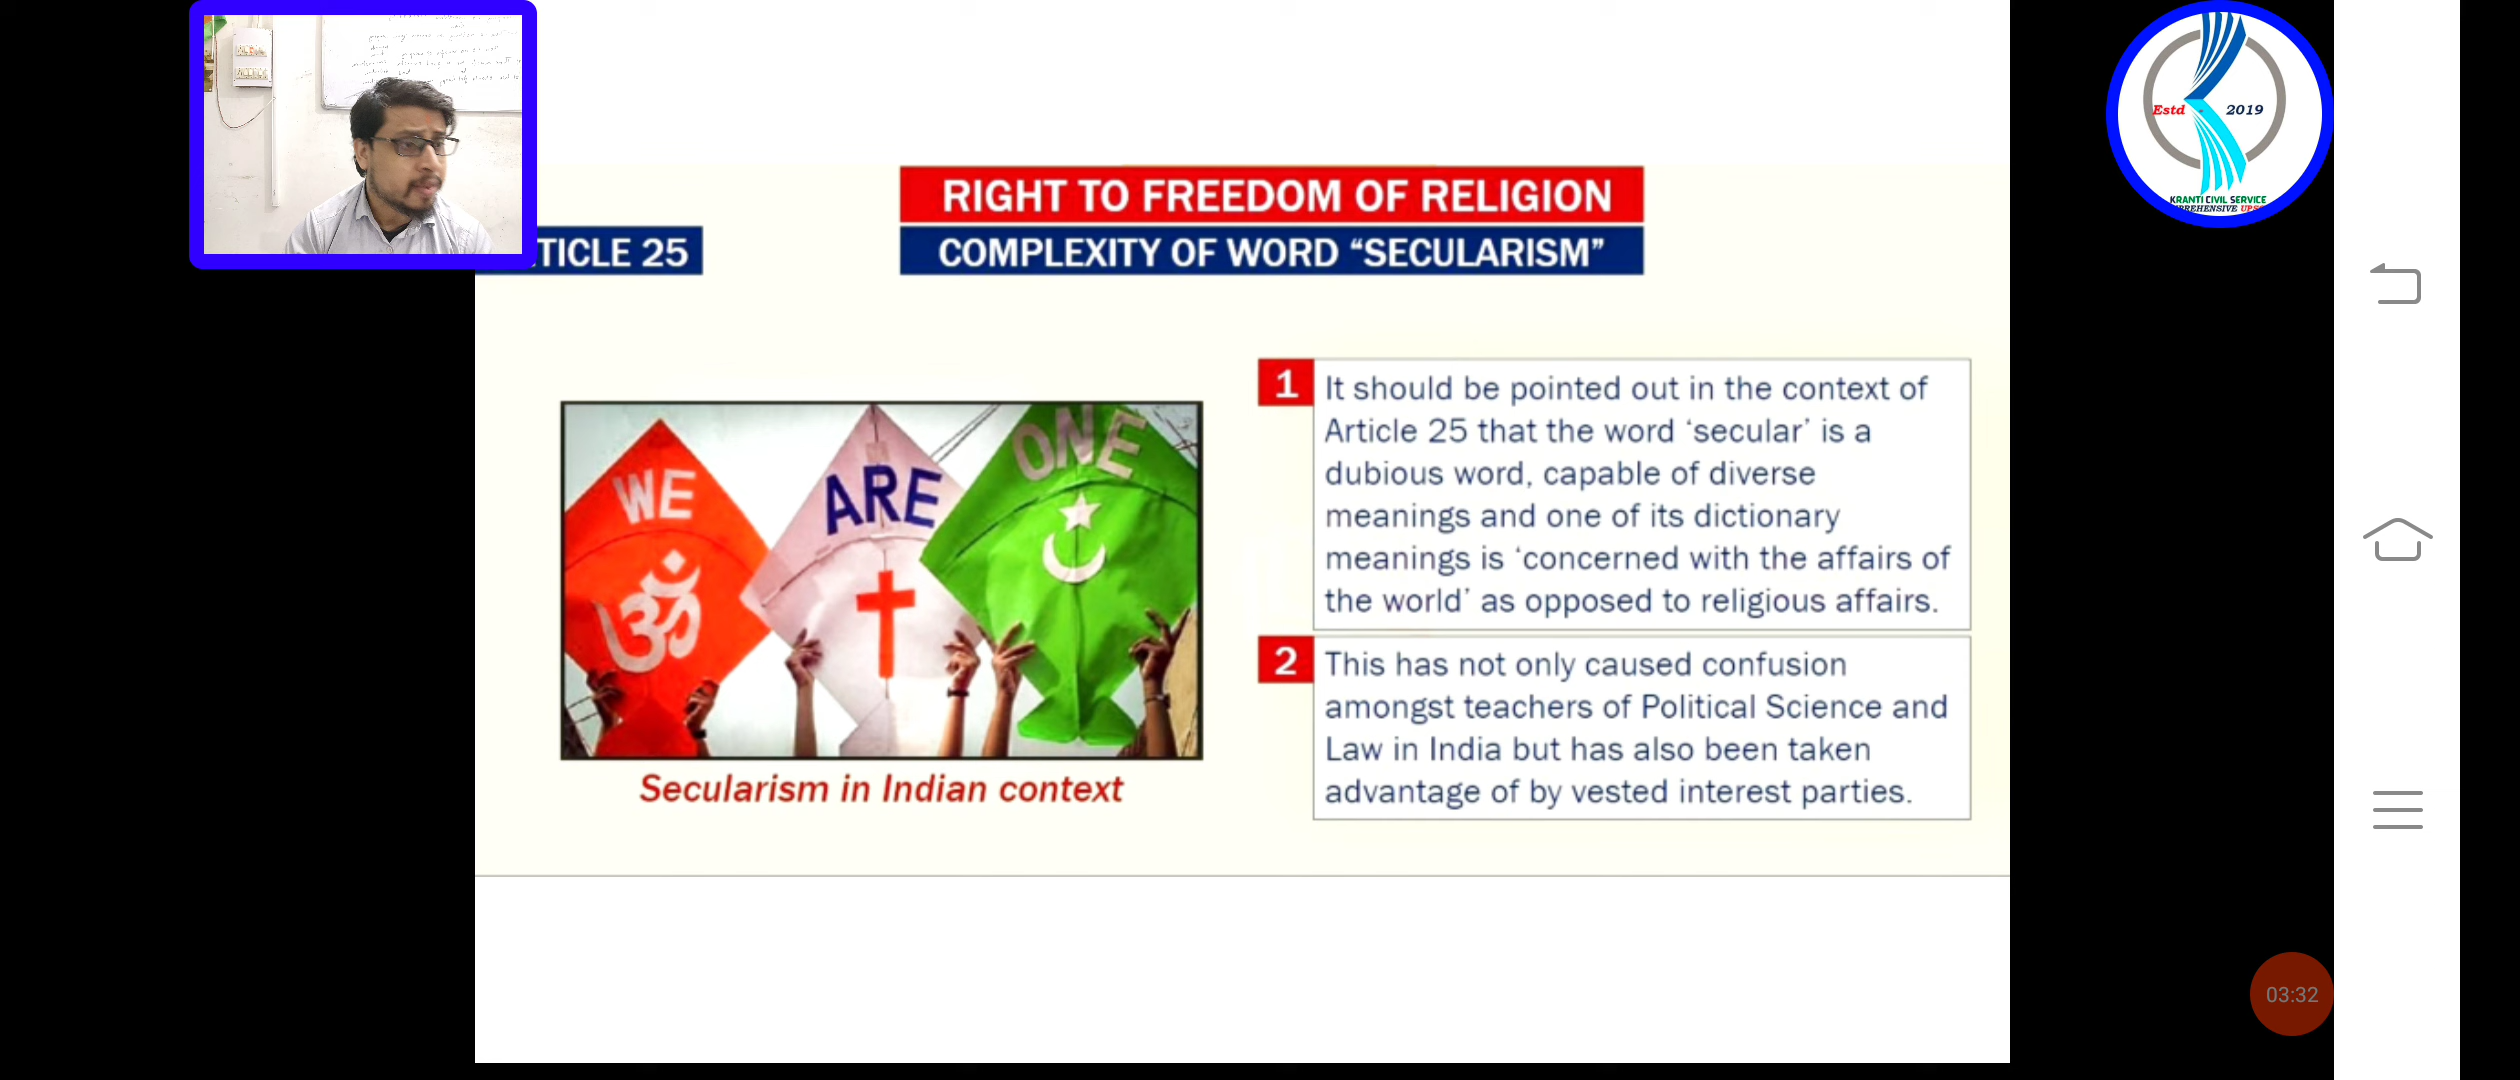 RIGHT TO FREEDOM OF RELIGION
TICLE 25
COMPLEXITY OF WORD “SECULARISM”
WE
ARE
ONE
ॐ
Secularism in Indian context
1
It should be pointed out in the context of
Article 25 that the word ‘secular’ is a
dubious word, capable of diverse
meanings and one of its dictionary
meanings is ‘concerned with the affairs of
the world’ as opposed to religious affairs.
2
This has not only caused confusion
amongst teachers of Political Science and
Law in India but has also been taken
advantage of by vested interest parties.
Estd 2019
KRANTI CIVIL SERVICE
03:32